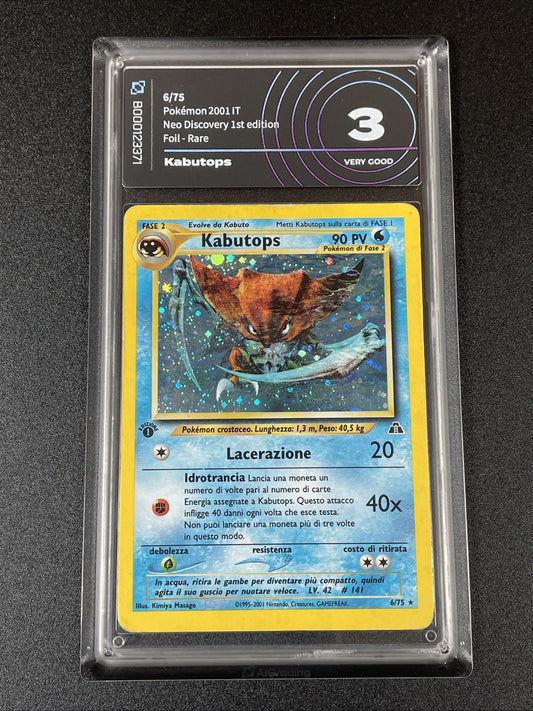 B000123371
6/75
Pokémon 2001 IT
Neo Discovery 1st edition
Foil - Rare
Kabutops
3
VERY GOOD
FASE 2
Evolve da Kabuto
Metti Kabutops sulla carta di FASE 1
Kabutops
90 PV
Pokémon di Fase 2
EDIZIONE
1
Pokémon crostaceo. Lunghezza: 1,3 m, Peso: 40,5 kg
Lacerazione 20
Idrotrancia Lancia una moneta un
numero di volte pari al numero di carte
Energia assegnate a Kabutops. Questo attacco
infligge 40 danni ogni volta che esce testa.
Non puoi lanciare una moneta più di tre volte
in questo modo.
40x
debolezza resistenza costo di ritirata
In acqua, ritira le gambe per diventare più compatto, quindi
agita il suo guscio per nuotare veloce. LV. 42 # 141
Illus. Kimiya Masago
©1995-2001 Nintendo, Creatures, GAMEFREAK.
6/75 ★